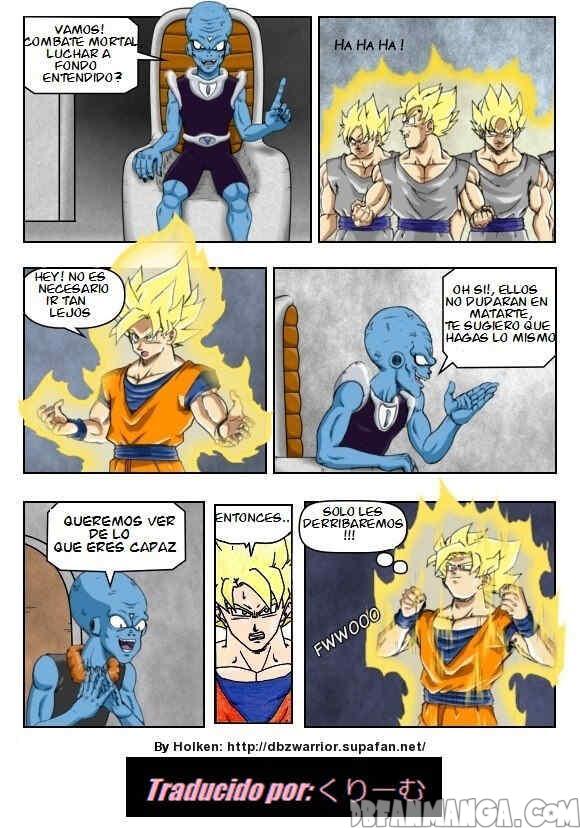 VAMOS!
COMBATE MORTAL
LUCHAR A
FONDO
ENTENDIDO?
HA HA HA !
HEY! NO ES
NECESARIO
IR TAN
LEJOS
OH SI!, ELLOS
NO DUDARAN EN
MATARTE,
TE SUGIERO QUE
HAGAS LO MISMO
QUEREMOS VER
DE LO
QUE ERES CAPAZ
ENTONCES..
SOLO LES
DERRIBAREMOS
!!!
FWWOOO
By Holken: http://dbzwarrior.supafan.net/
Traducido por: くりーむ
DBFANMANGA.COM